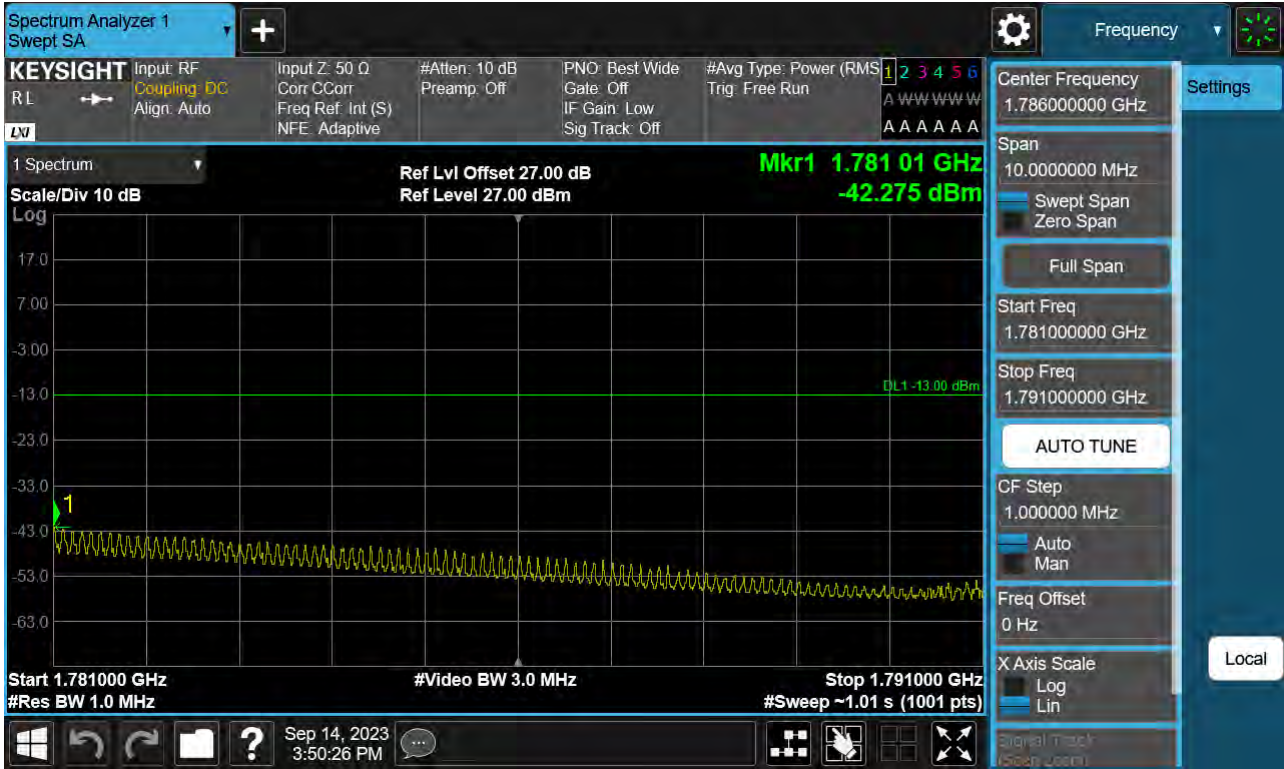 Spectrum Analyzer 1
Swept SA
Frequency
KEYSIGHT
R L
LXI
Input: RF
Coupling: DC
Align: Auto
Input Z: 50 Ω
Corr CCorr
Freq Ref: Int (S)
NFE: Adaptive
#Atten: 10 dB
Preamp: Off
PNO: Best Wide
Gate: Off
IF Gain: Low
Sig Track: Off
#Avg Type: Power (RMS
Trig: Free Run
1 2 3 4 5 6
A W W W W W
A A A A A A
1 Spectrum
Scale/Div 10 dB
Ref Lvl Offset 27.00 dB
Ref Level 27.00 dBm
Mkr1 1.781 01 GHz
-42.275 dBm
Log
17.0
7.00
-3.00
-13.0
-23.0
-33.0
-43.0
-53.0
-63.0
DL1 -13.00 dBm
1
Start 1.781000 GHz
#Res BW 1.0 MHz
#Video BW 3.0 MHz
Stop 1.791000 GHz
#Sweep ~1.01 s (1001 pts)
Center Frequency
1.786000000 GHz
Span
10.0000000 MHz
Swept Span
Zero Span
Full Span
Start Freq
1.781000000 GHz
Stop Freq
1.791000000 GHz
AUTO TUNE
CF Step
1.000000 MHz
Auto
Man
Freq Offset
0 Hz
X Axis Scale
Log
Lin
Signal Track
(Span Zoom)
Settings
Local
?
Sep 14, 2023
3:50:26 PM